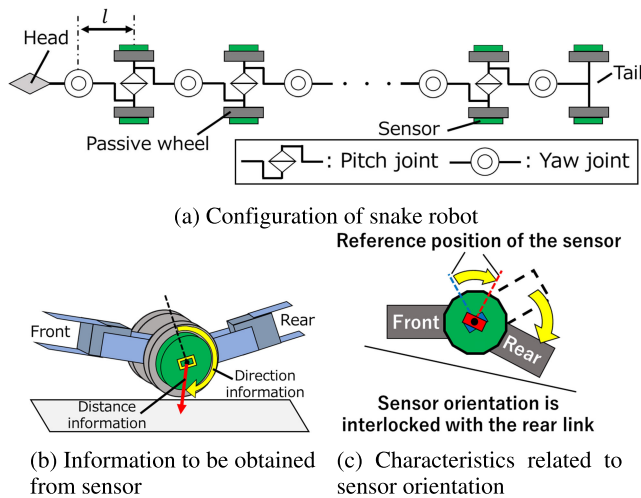 l
Head
Tail
Passive wheel
Sensor
: Pitch joint
: Yaw joint
(a) Configuration of snake robot
Reference position of the sensor
Front
Rear
Direction
information
Distance
information
Front
Rear
Sensor orientation is
interlocked with the rear link
(b) Information to be obtained
from sensor
(c) Characteristics related to
sensor orientation